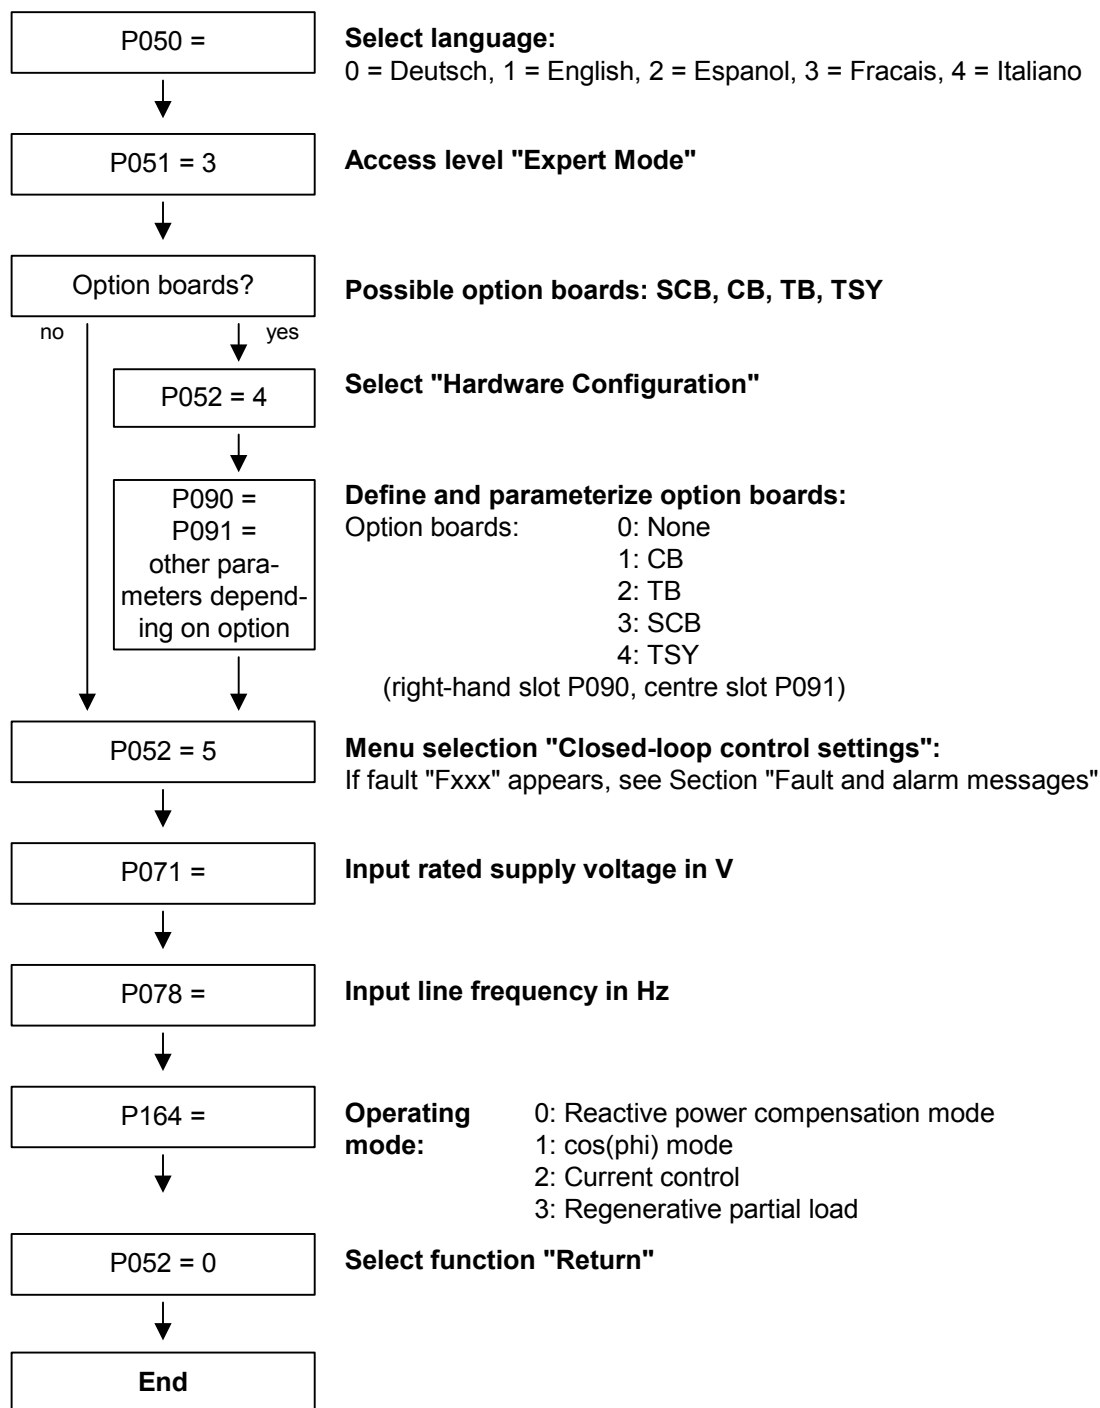 P050 =
Select language:
0 = Deutsch, 1 = English, 2 = Espanol, 3 = Fracais, 4 = Italiano
P051 = 3
Access level "Expert Mode"
Option boards?
Possible option boards: SCB, CB, TB, TSY
no
yes
P052 = 4
Select "Hardware Configuration"
P090 =
P091 =
other para-
meters depend-
ing on option
Define and parameterize option boards:
Option boards: 0: None
1: CB
2: TB
3: SCB
4: TSY
(right-hand slot P090, centre slot P091)
P052 = 5
Menu selection "Closed-loop control settings":
If fault "Fxxx" appears, see Section "Fault and alarm messages"
P071 =
Input rated supply voltage in V
P078 =
Input line frequency in Hz
P164 =
Operating 0: Reactive power compensation mode
mode: 1: cos(phi) mode
2: Current control
3: Regenerative partial load
P052 = 0
Select function "Return"
End